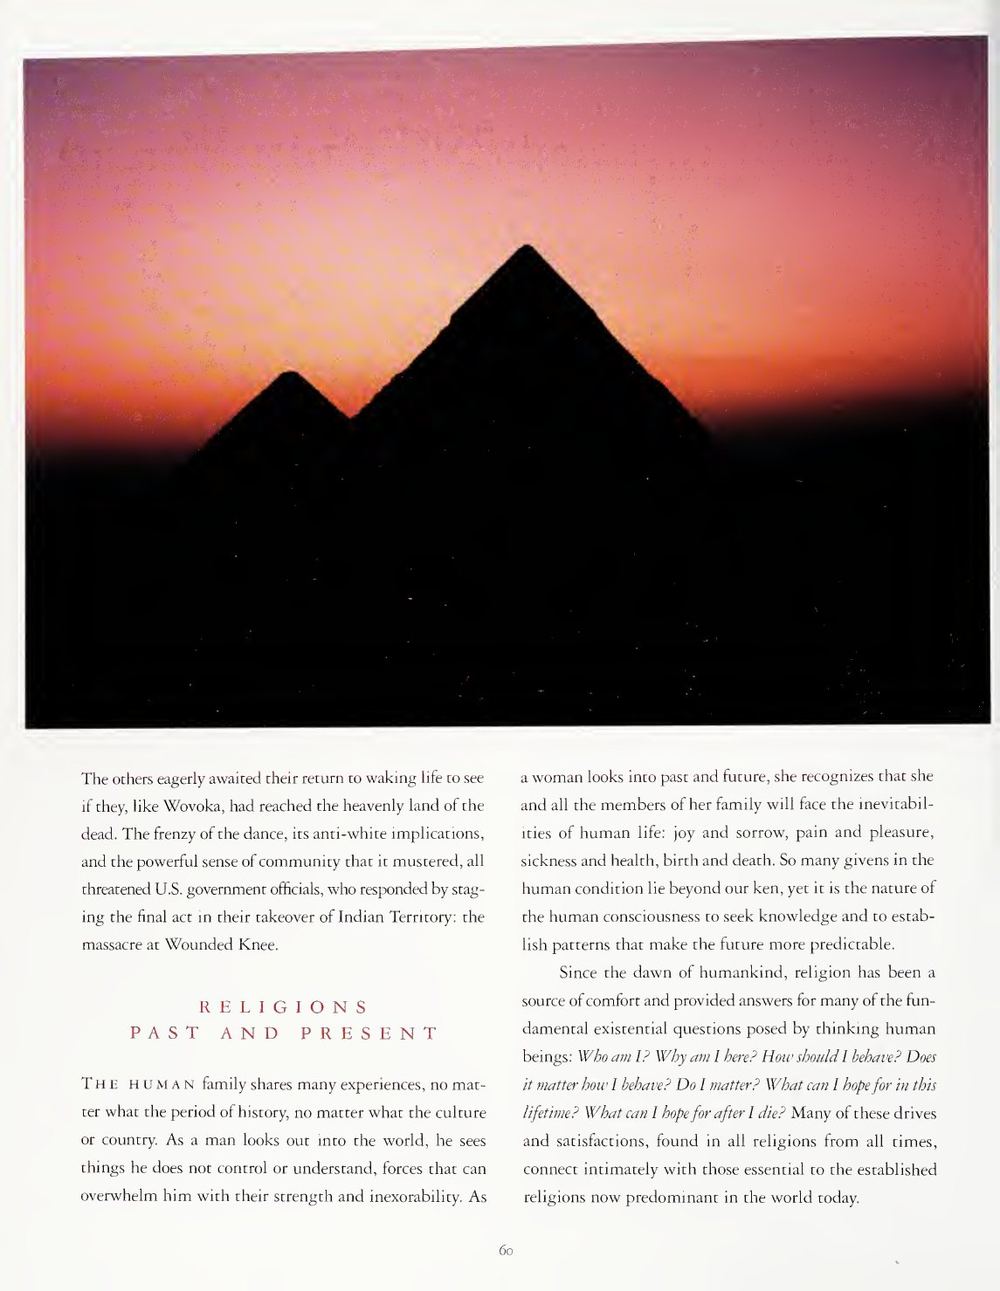 The others eagerly awaited their return to waking life to see
if they, like Wovoka, had reached the heavenly land of the
dead. The frenzy of the dance, its anti-white implications,
and the powerful sense of community that it mustered, all
threatened U.S. government officials, who responded by stag-
ing the final act in their takeover of Indian Territory: the
massacre at Wounded Knee.
RELIGIONS
PAST AND PRESENT
THE HUMAN family shares many experiences, no mat-
ter what the period of history, no matter what the culture
or country. As a man looks out into the world, he sees
things he does not control or understand, forces that can
overwhelm him with their strength and inexorability. As
a woman looks into past and future, she recognizes that she
and all the members of her family will face the inevitabil-
ities of human life: joy and sorrow, pain and pleasure,
sickness and health, birth and death. So many givens in the
human condition lie beyond our ken, yet it is the nature of
the human consciousness to seek knowledge and to estab-
lish patterns that make the future more predictable.
Since the dawn of humankind, religion has been a
source of comfort and provided answers for many of the fun-
damental existential questions posed by thinking human
beings: Who am I? Why am I here? How should I behave? Does
it matter how I behave? Do I matter? What can I hope for in this
lifetime? What can I hope for after I die? Many of these drives
and satisfactions, found in all religions from all times,
connect intimately with those essential to the established
religions now predominant in the world today.
60